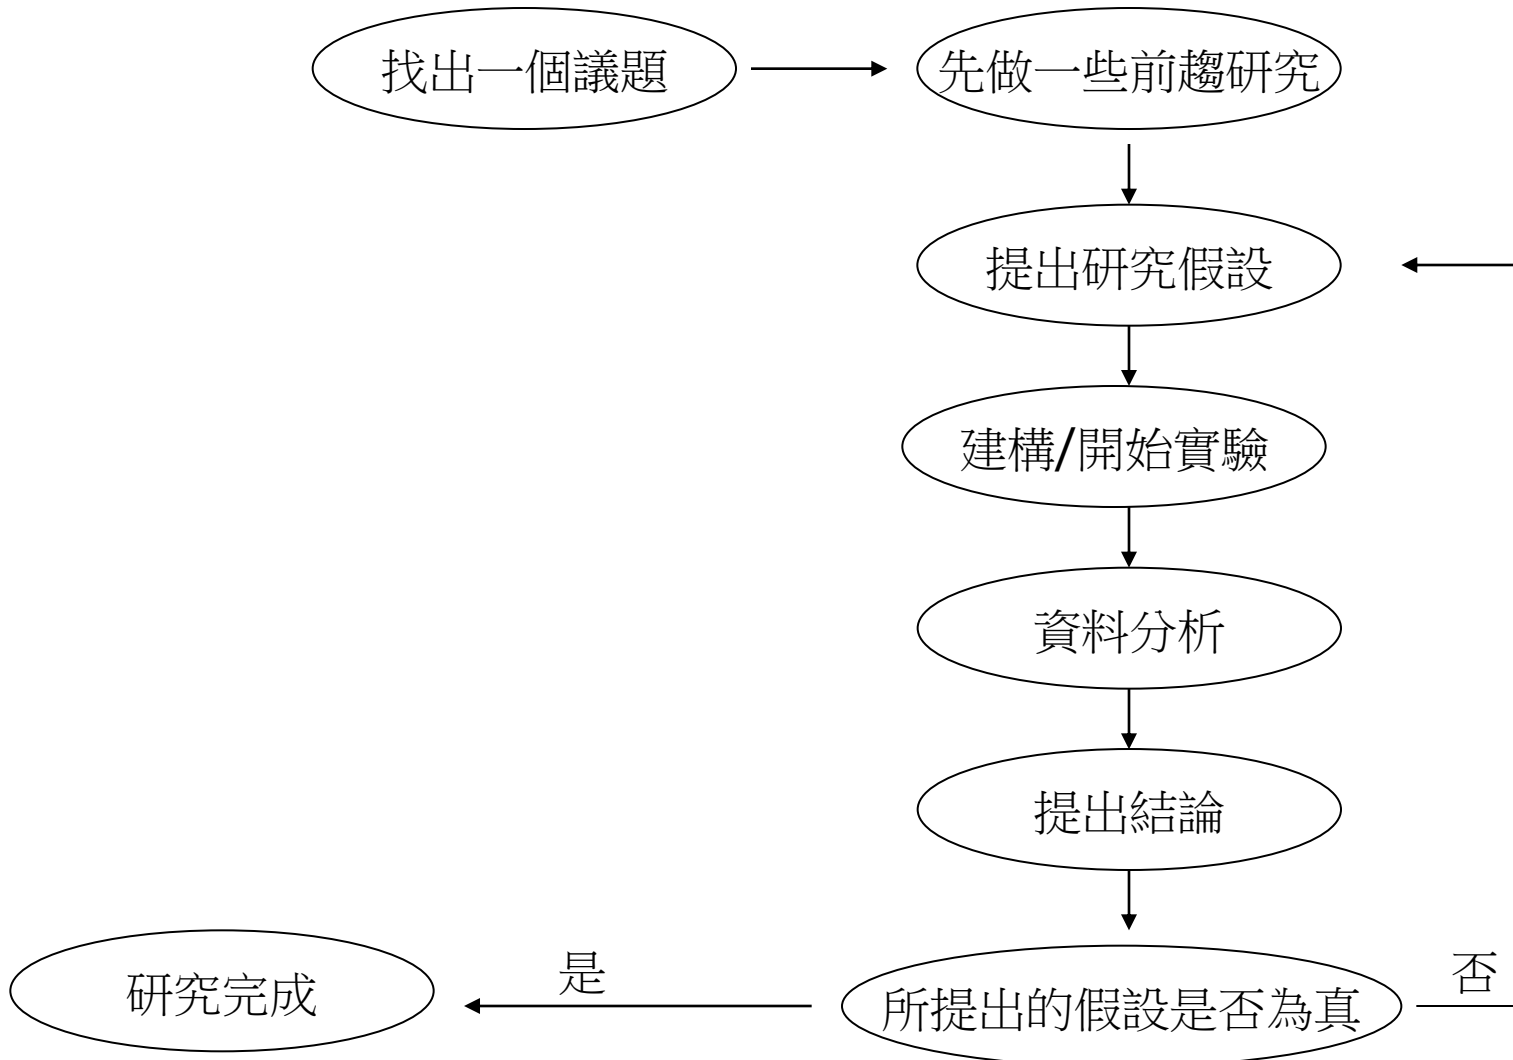 找出一個議題
先做一些前趨研究
提出研究假設
建構/開始實驗
資料分析
提出結論
所提出的假設是否為真
是
否
研究完成